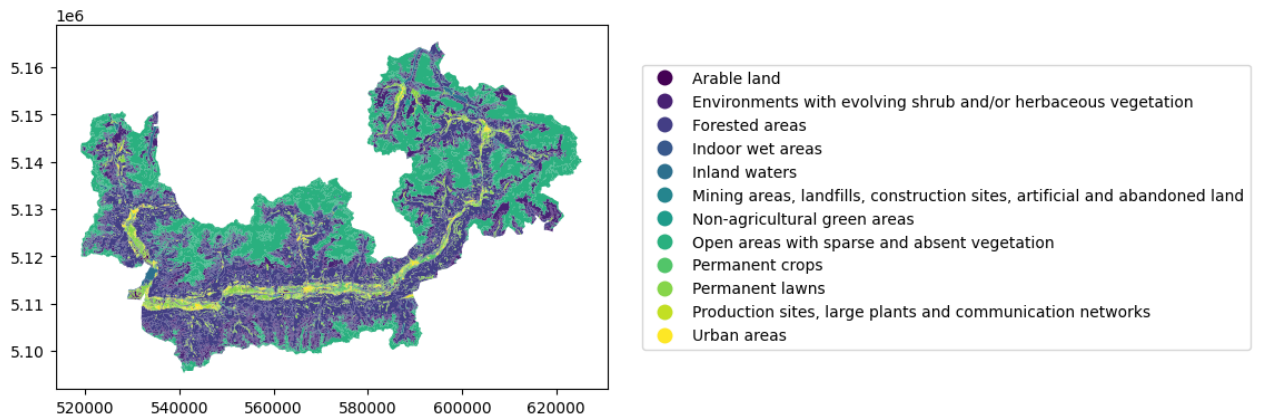 1e6
5.16
5.15
5.14
5.13
5.12
5.11
5.10
520000 540000 560000 580000 600000 620000
Arable land
Environments with evolving shrub and/or herbaceous vegetation
Forested areas
Indoor wet areas
Inland waters
Mining areas, landfills, construction sites, artificial and abandoned land
Non-agricultural green areas
Open areas with sparse and absent vegetation
Permanent crops
Permanent lawns
Production sites, large plants and communication networks
Urban areas